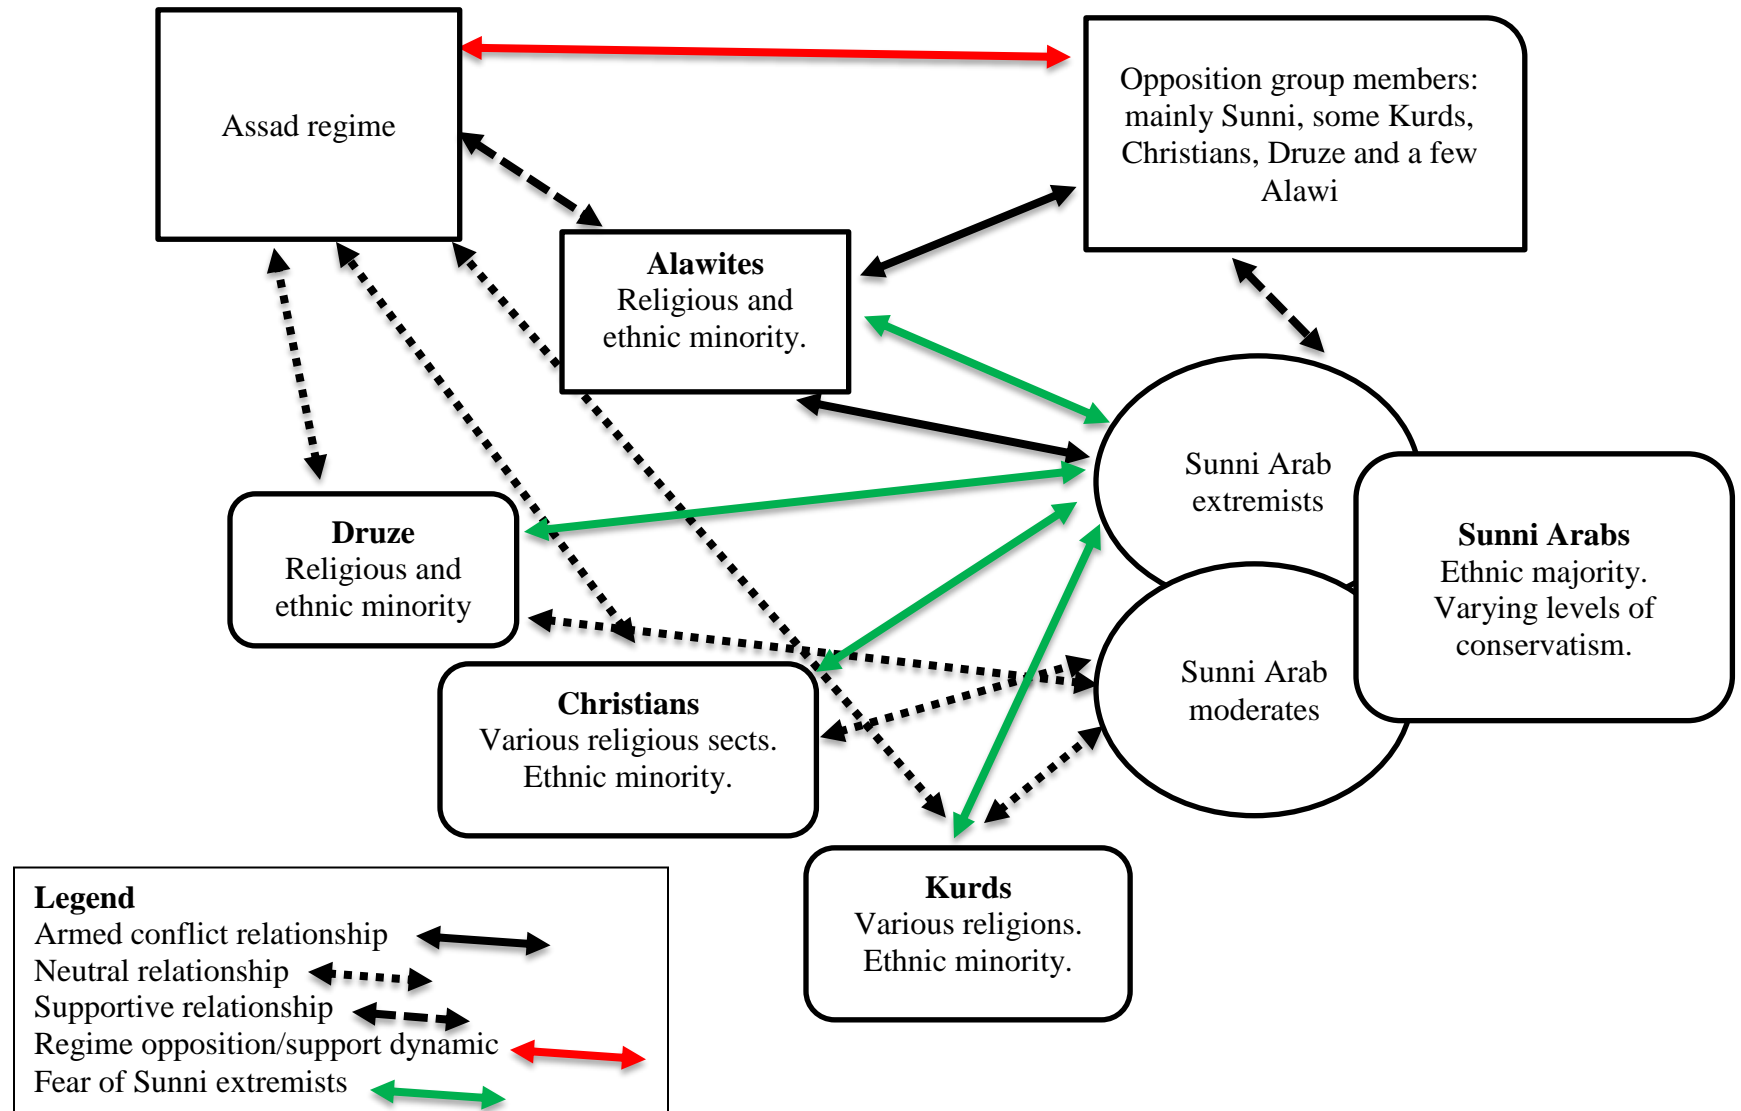 Assad regime
Opposition group members:
mainly Sunni, some Kurds,
Christians, Druze and a few
Alawi
Alawites
Religious and
ethnic minority.
Sunni Arab
extremists
Druze
Religious and
ethnic minority
Sunni Arabs
Ethnic majority.
Varying levels of
conservatism.
Sunni Arab
moderates
Christians
Various religious sects.
Ethnic minority.
Kurds
Various religions.
Ethnic minority.
Legend
Armed conflict relationship
Neutral relationship
Supportive relationship
Regime opposition/support dynamic
Fear of Sunni extremists